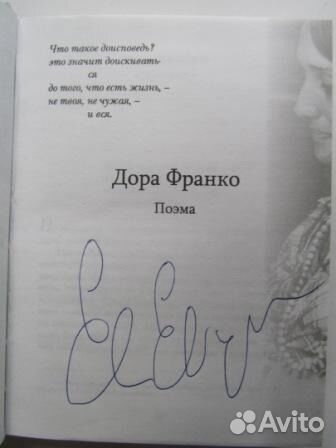 Что такое доисповедь?
это значит доискивать-
ся
до того, что есть жизнь, –
не твоя, не чужая, –
и вся.
Дора Франко
Поэма
Avito